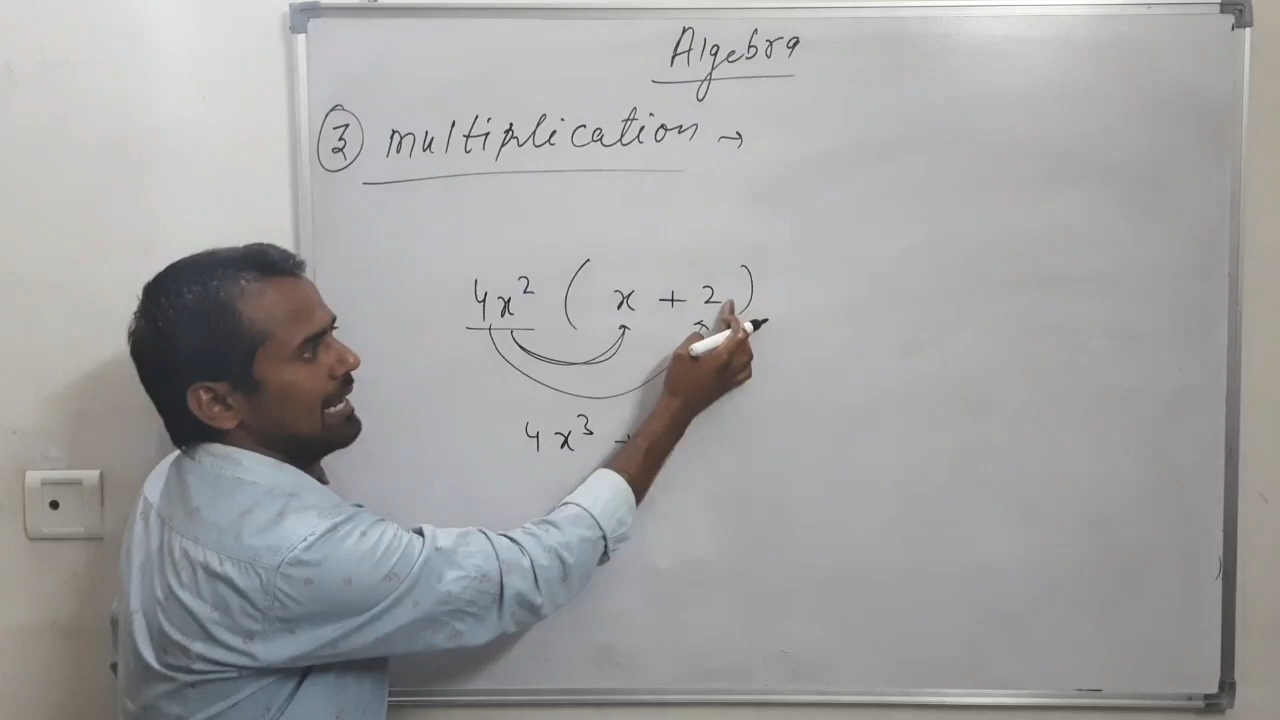 Algebra
③ multiplication →
4x² ( x + 2 )
4x³ +